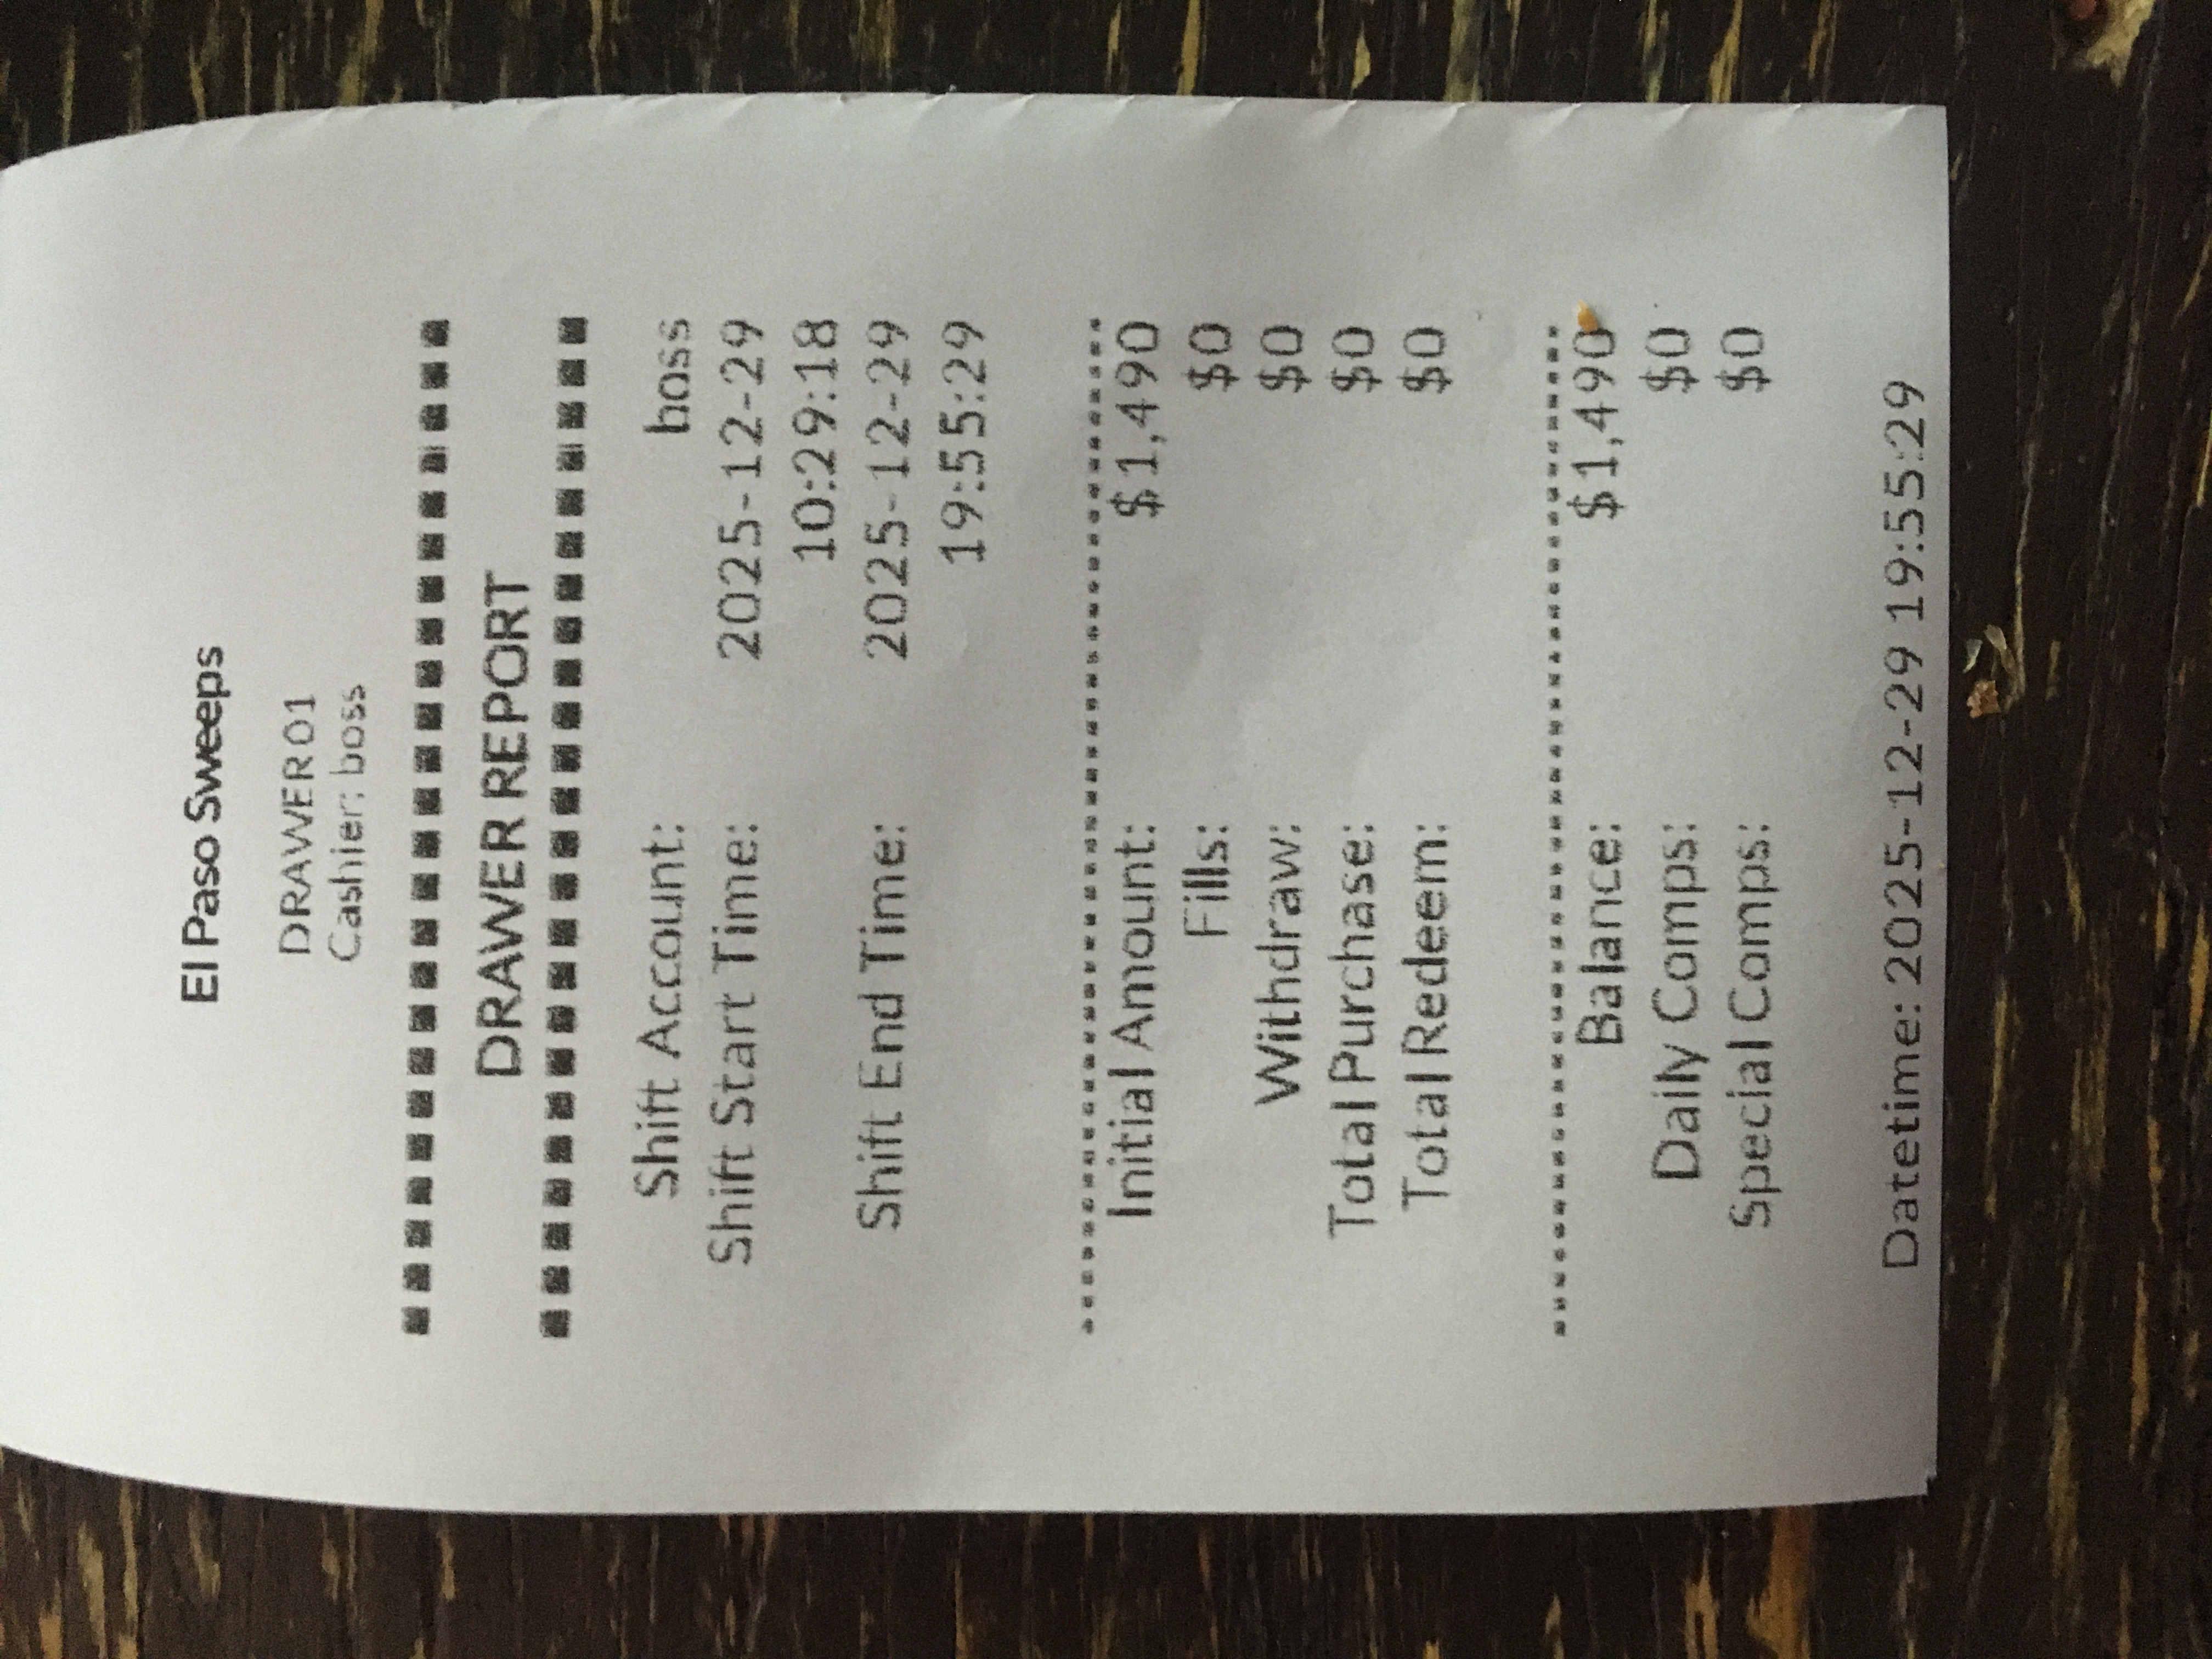 El Paso Sweeps
DRAWER01
Cashier: boss
DRAWER REPORT
Shift Account: boss
Shift Start Time: 2025-12-29
10:29:18
Shift End Time: 2025-12-29
19:55:29
Initial Amount: $1,490
Fills: $0
Withdraw: $0
Total Purchase: $0
Total Redeem: $0
Balance: $1,490
Daily Comps: $0
Special Comps: $0
Datetime: 2025-12-29 19:55:29